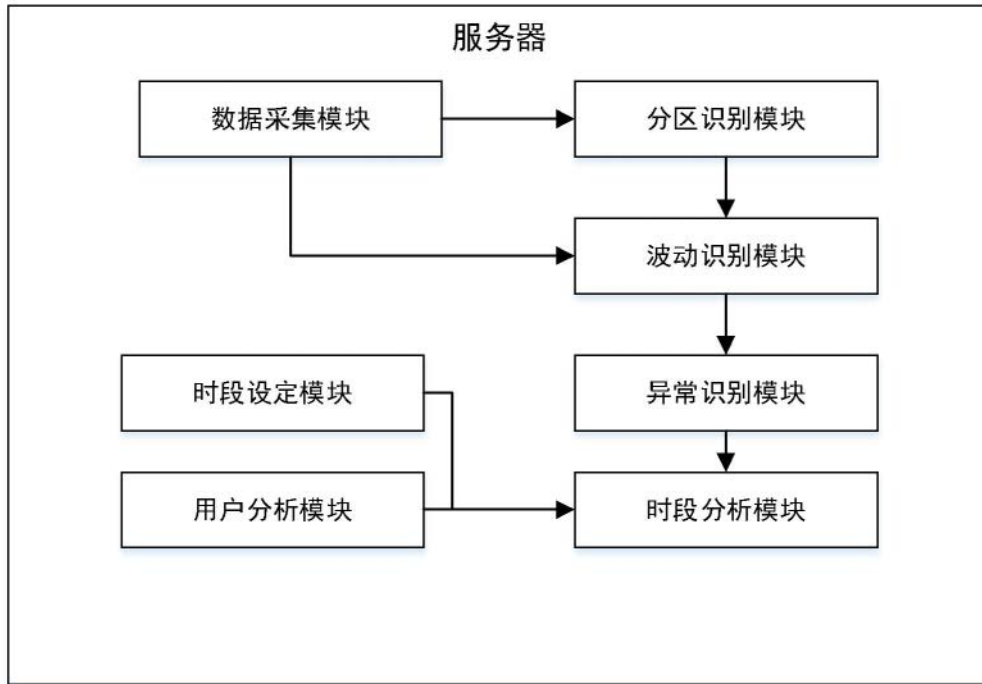 服务器
数据采集模块
分区识别模块
波动识别模块
时段设定模块
异常识别模块
用户分析模块
时段分析模块